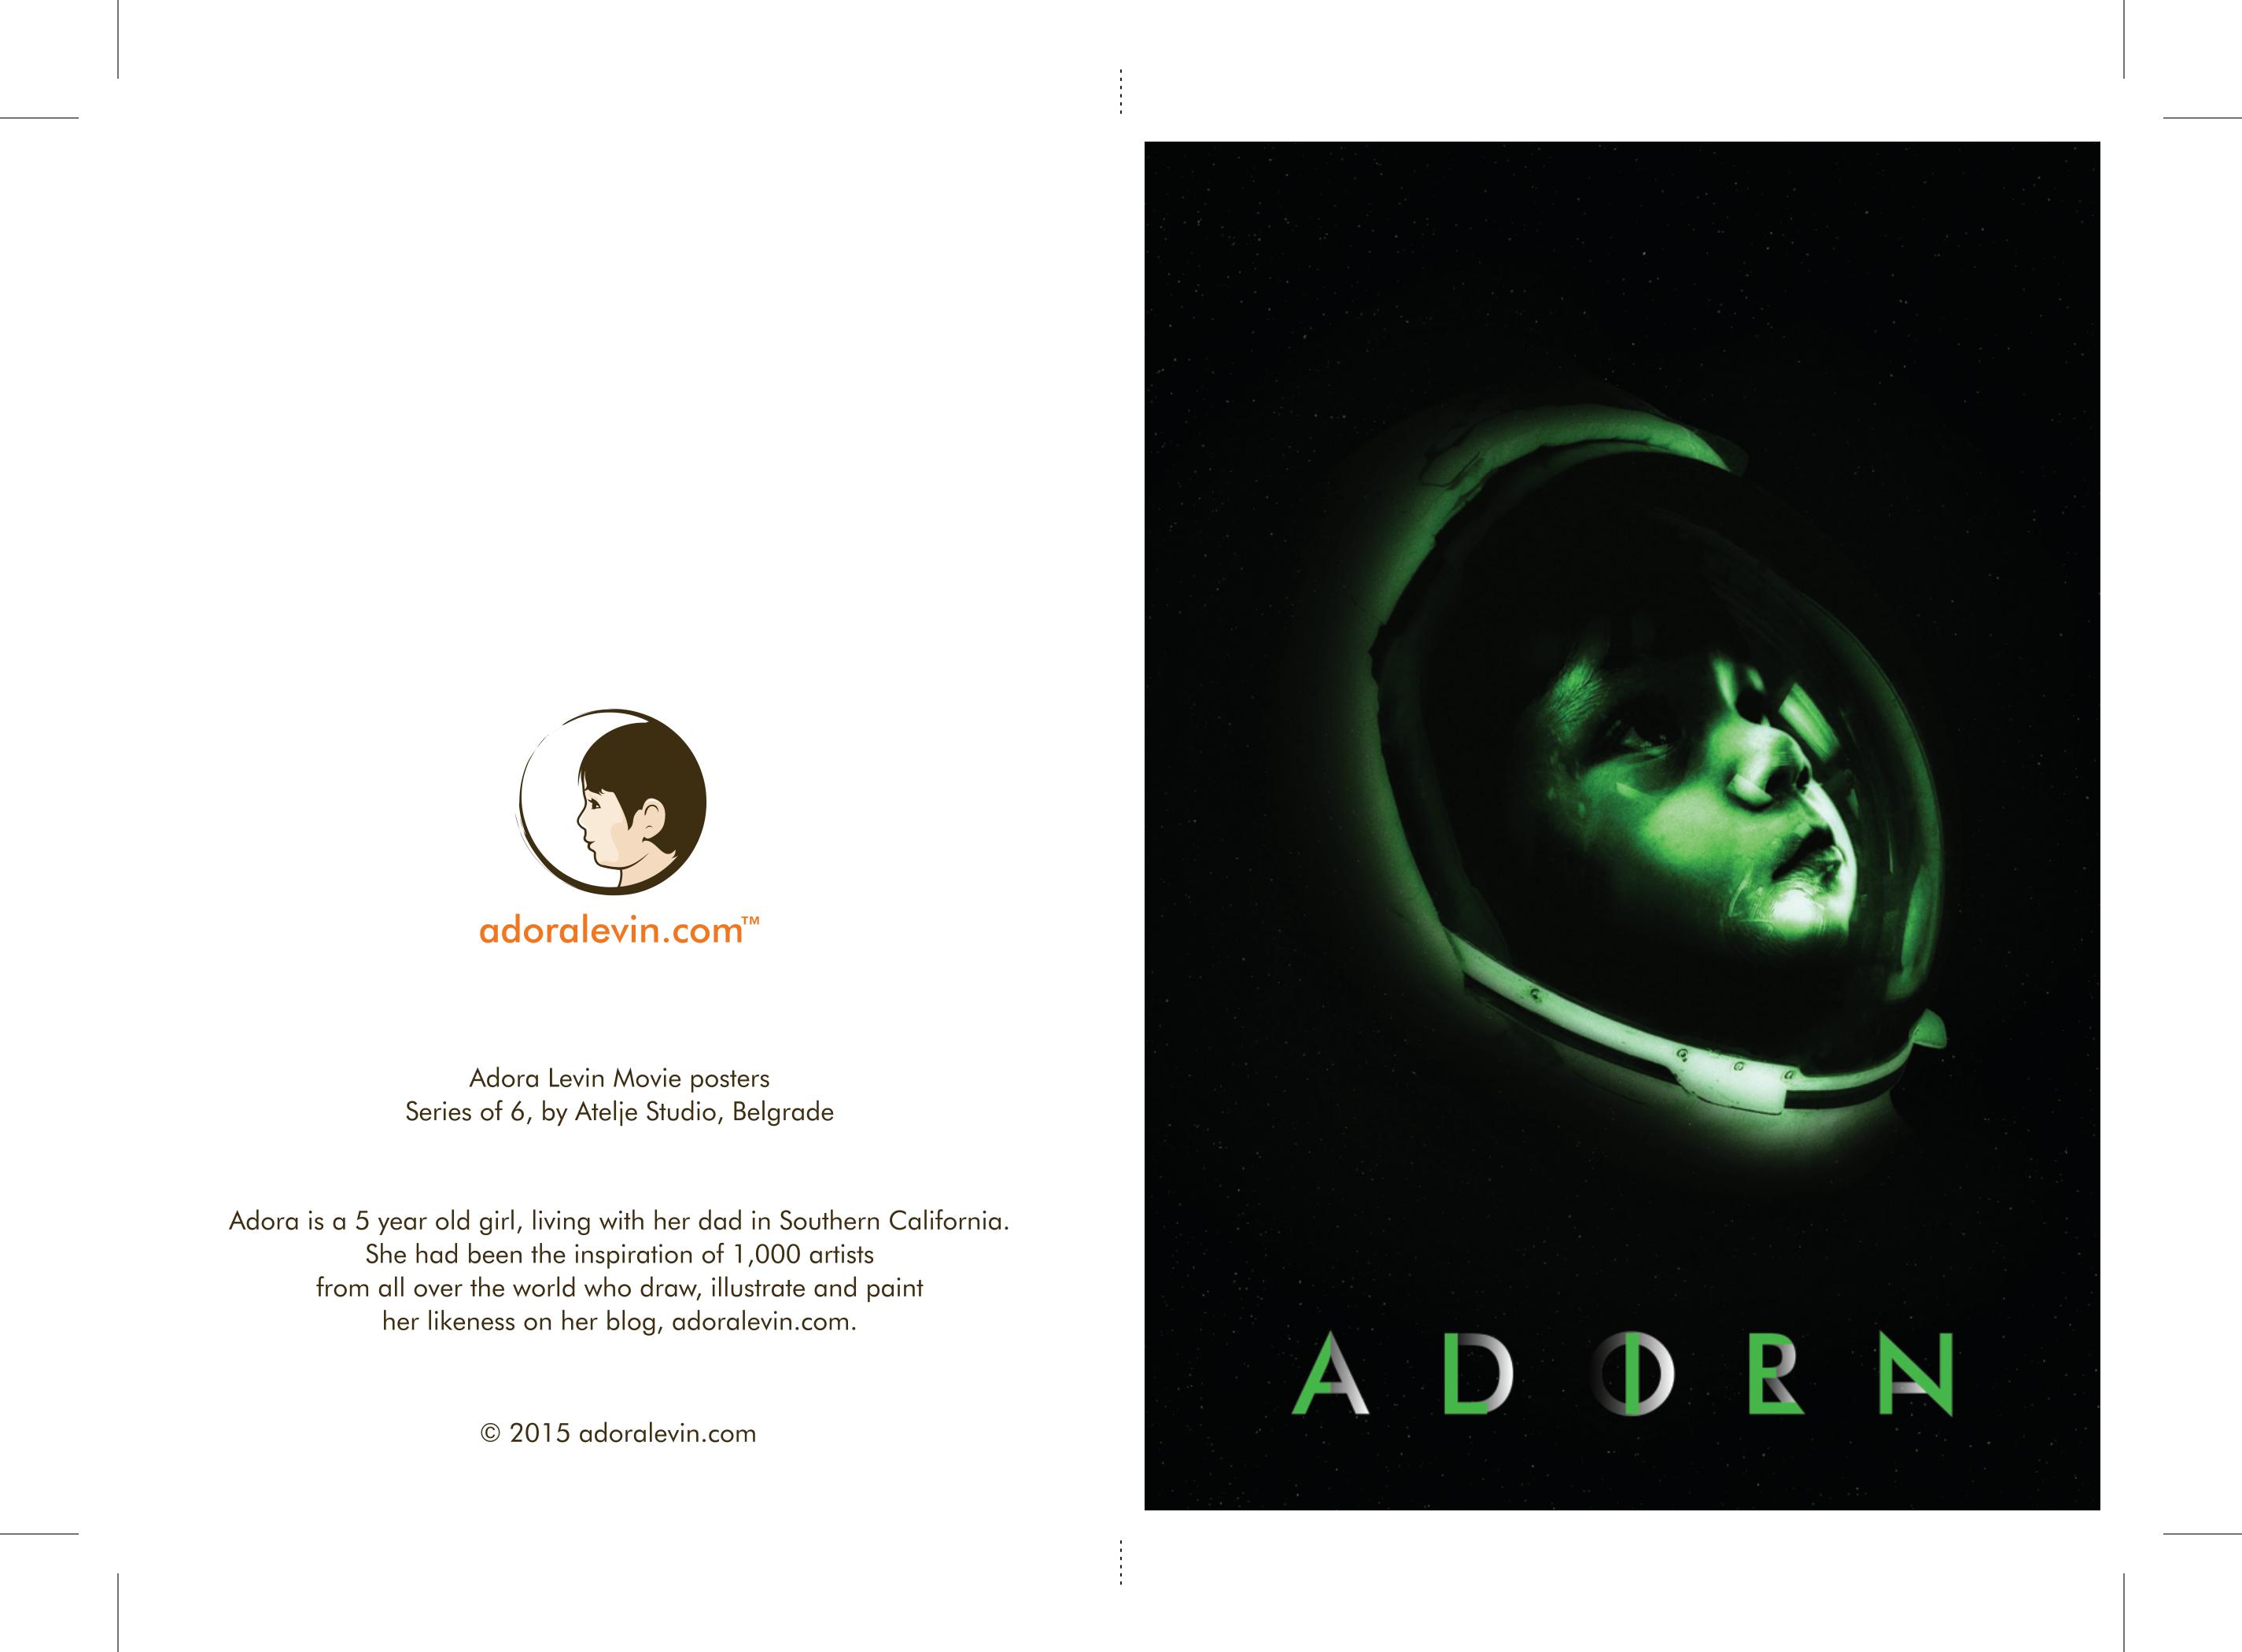 adoralevin.com™
Adora Levin Movie posters
Series of 6, by Atelje Studio, Belgrade
Adora is a 5 year old girl, living with her dad in Southern California.
She had been the inspiration of 1,000 artists
from all over the world who draw, illustrate and paint
her likeness on her blog, adoralevin.com.
© 2015 adoralevin.com
ADORN